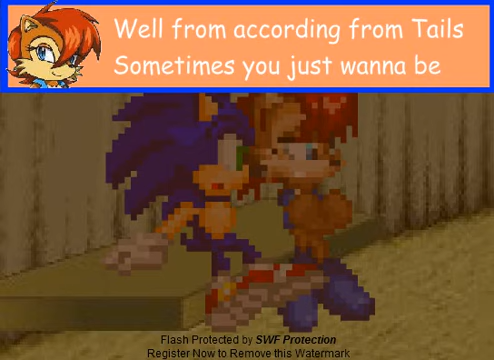 Well from according from Tails
Sometimes you just wanna be
Flash Protected by SWF Protection
Register Now to Remove this Watermark